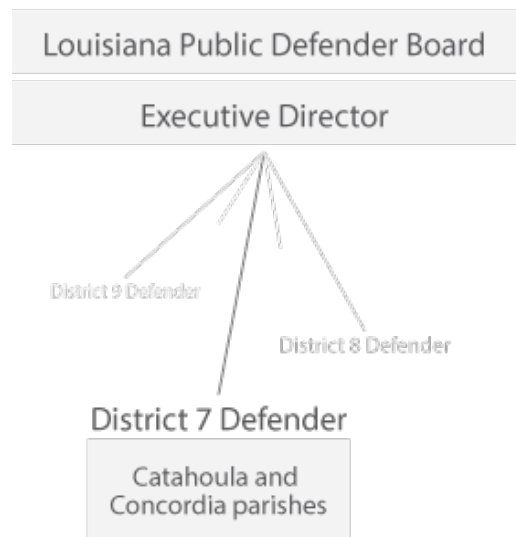 Louisiana Public Defender Board
Executive Director
District 9 Defender
District 8 Defender
District 7 Defender
Catahoula and
Concordia parishes